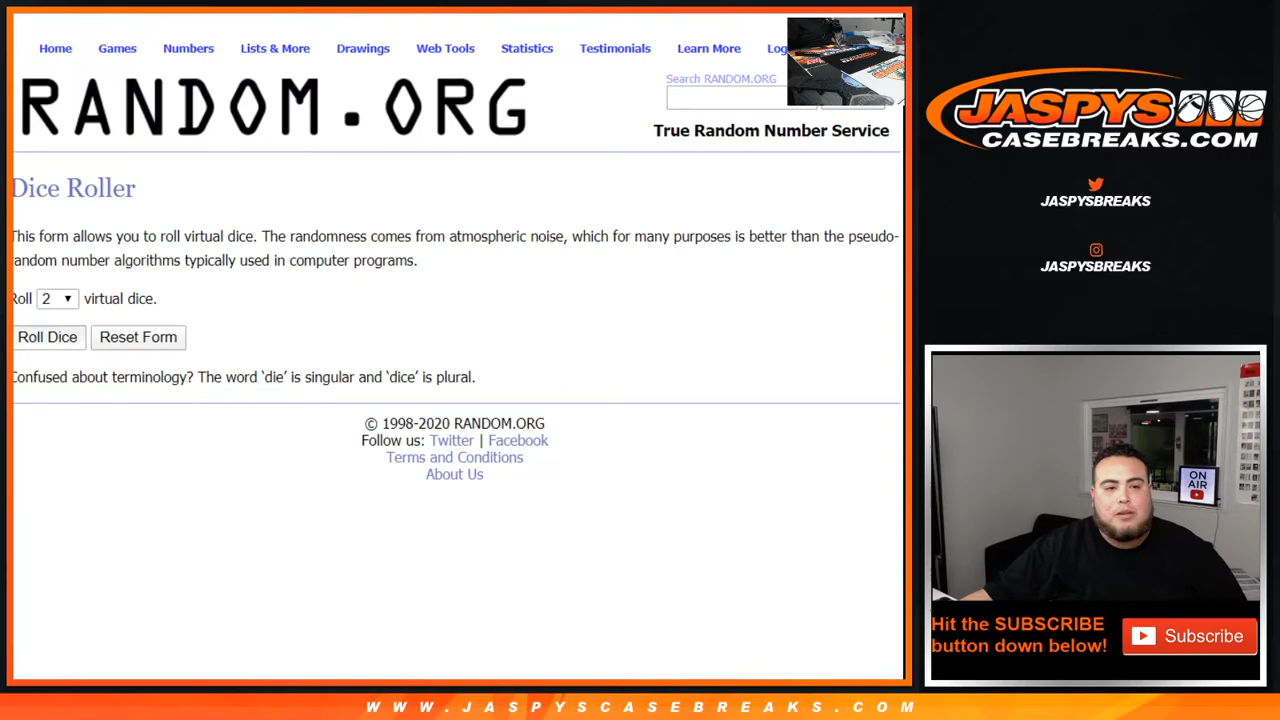 Home Games Numbers Lists & More Drawings Web Tools Statistics Testimonials Learn More Log
RANDOM.ORG
Search RANDOM.ORG
True Random Number Service
Dice Roller
This form allows you to roll virtual dice. The randomness comes from atmospheric noise, which for many purposes is better than the pseudo-
random number algorithms typically used in computer programs.
Roll 2 virtual dice.
Roll Dice Reset Form
Confused about terminology? The word ‘die’ is singular and ‘dice’ is plural.
© 1998-2020 RANDOM.ORG
Follow us: Twitter | Facebook
Terms and Conditions
About Us
JASPYS
CASEBREAKS.COM
JASPYSBREAKS
JASPYSBREAKS
ON
AIR
Hit the SUBSCRIBE
button down below!
Subscribe
WWW.JASPYSCASEBREAKS.COM